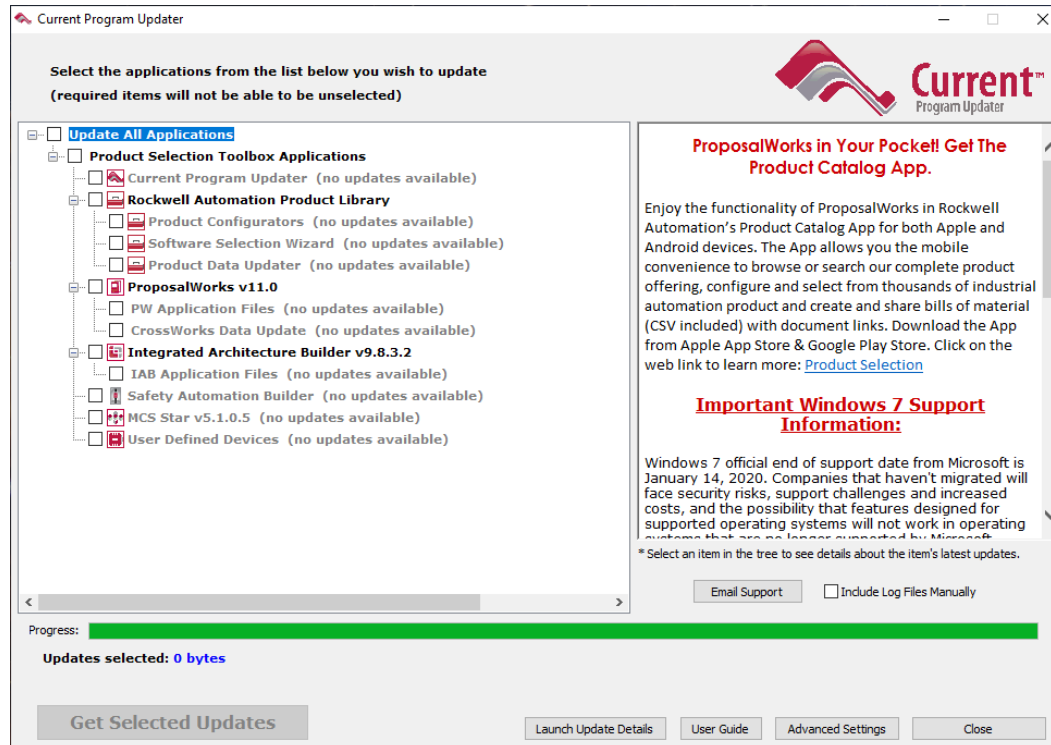 Current Program Updater
Select the applications from the list below you wish to update
(required items will not be able to be unselected)
Current™
Program Updater
Update All Applications
Product Selection Toolbox Applications
Current Program Updater (no updates available)
Rockwell Automation Product Library
Product Configurators (no updates available)
Software Selection Wizard (no updates available)
Product Data Updater (no updates available)
ProposalWorks v11.0
PW Application Files (no updates available)
CrossWorks Data Update (no updates available)
Integrated Architecture Builder v9.8.3.2
IAB Application Files (no updates available)
Safety Automation Builder (no updates available)
MCS Star v5.1.0.5 (no updates available)
User Defined Devices (no updates available)
ProposalWorks in Your Pocket! Get The
Product Catalog App.
Enjoy the functionality of ProposalWorks in Rockwell
Automation's Product Catalog App for both Apple and
Android devices. The App allows you the mobile
convenience to browse or search our complete product
offering, configure and select from thousands of industrial
automation product and create and share bills of material
(CSV included) with document links. Download the App
from Apple App Store & Google Play Store. Click on the
web link to learn more: Product Selection
Important Windows 7 Support
Information:
Windows 7 official end of support date from Microsoft is
January 14, 2020. Companies that haven't migrated will
face security risks, support challenges and increased
costs, and the possibility that features designed for
supported operating systems will not work in operating
systems that are no longer supported by Microsoft
* Select an item in the tree to see details about the item's latest updates.
Email Support
Include Log Files Manually
Progress:
Updates selected: 0 bytes
Get Selected Updates
Launch Update Details
User Guide
Advanced Settings
Close